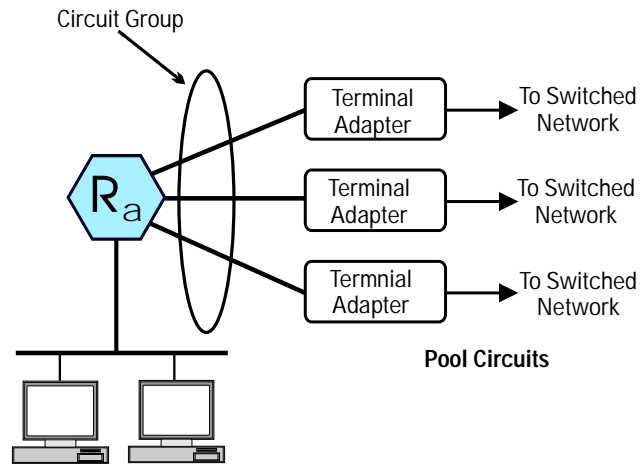 Circuit Group
Terminal
Adapter
To Switched
Network
Terminal
Adapter
To Switched
Network
Ra
Termnial
Adapter
To Switched
Network
Pool Circuits